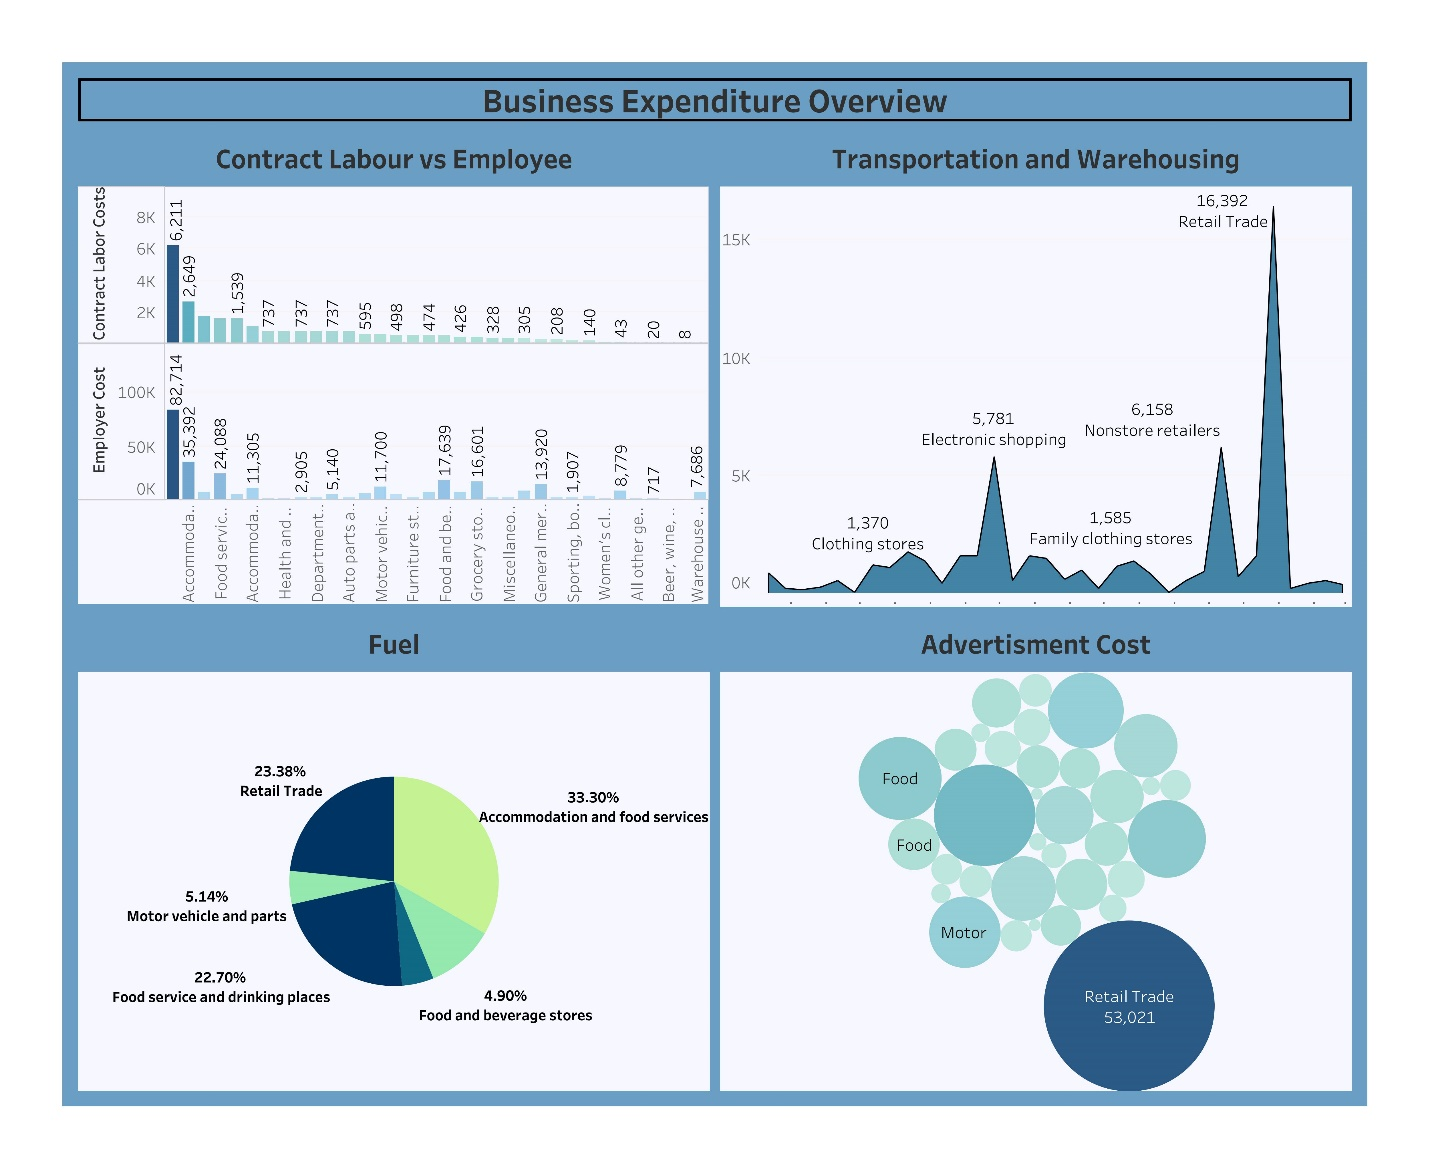 Business Expenditure Overview
Contract Labour vs Employee
Contract Labor Costs
8K
6K
4K
2K
6,211
2,649
1,539
737
737
737
595
498
474
426
328
305
208
140
43
20
8
Employer Cost
100K
50K
0K
82,714
35,392
24,088
11,305
2,905
5,140
11,700
17,639
16,601
13,920
1,907
8,779
717
7,686
Accommoda..
Food servic..
Accommoda..
Health and ..
Department..
Auto parts a..
Motor vehic..
Furniture st..
Food and be..
Grocery sto..
Miscellaneo..
General mer..
Sporting, bo..
Women's cl..
All other ge..
Beer, wine, ..
Warehouse ..
Transportation and Warehousing
15K
10K
5K
0K
16,392
Retail Trade
6,158
Nonstore retailers
5,781
Electronic shopping
1,370
Clothing stores
1,585
Family clothing stores
Fuel
23.38%
Retail Trade
33.30%
Accommodation and food services
5.14%
Motor vehicle and parts
22.70%
Food service and drinking places
4.90%
Food and beverage stores
Advertisment Cost
Food
Food
Motor
Retail Trade
53,021